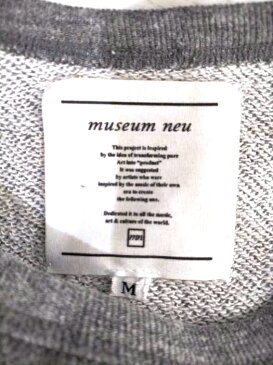 museum neu
This project is inspired
by the idea of transforming pure
Art into "product"
It was suggested
by artists who were
inspired by the music of their own
era to create
the following one.
Dedicated it to all the music,
art & culture of the world.
M